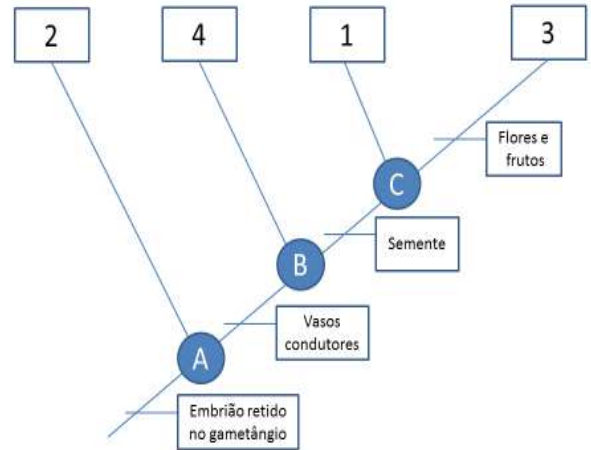 2 4 1 3
Flores e
frutos
C
Semente
B
Vasos
condutores
A
Embrião retido
no gametângio